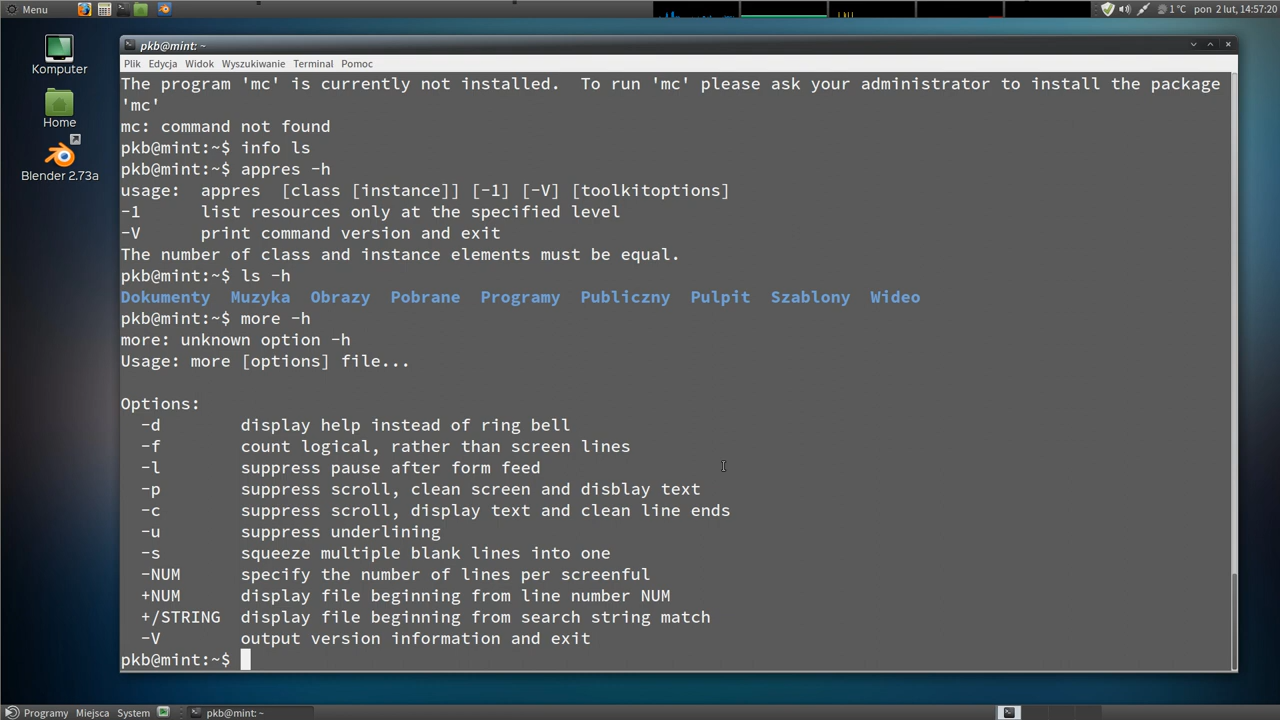 Menu
1 °C pon 2 lut, 14:57:20
Komputer
Home
Blender 2.73a
pkb@mint: ~
Plik Edycja Widok Wyszukiwanie Terminal Pomoc
The program 'mc' is currently not installed.  To run 'mc' please ask your administrator to install the package
'mc'
mc: command not found
pkb@mint:~$ info ls
pkb@mint:~$ appres -h
usage:  appres  [class [instance]] [-1] [-V] [toolkitoptions]
-1      list resources only at the specified level
-V      print command version and exit
The number of class and instance elements must be equal.
pkb@mint:~$ ls -h
Dokumenty  Muzyka  Obrazy  Pobrane  Programy  Publiczny  Pulpit  Szablony  Wideo
pkb@mint:~$ more -h
more: unknown option -h
Usage: more [options] file...
Options:
  -d        display help instead of ring bell
  -f        count logical, rather than screen lines
  -l        suppress pause after form feed
  -p        suppress scroll, clean screen and disblay text
  -c        suppress scroll, display text and clean line ends
  -u        suppress underlining
  -s        squeeze multiple blank lines into one
  -NUM      specify the number of lines per screenful
  +NUM      display file beginning from line number NUM
  +/STRING  display file beginning from search string match
  -V        output version information and exit
pkb@mint:~$
Programy Miejsca System pkb@mint: ~